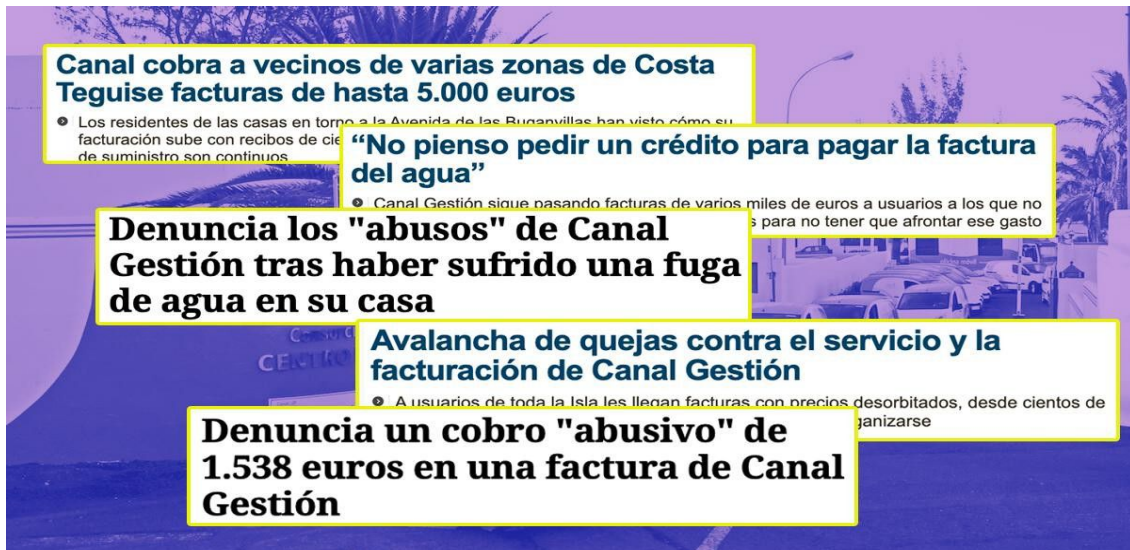 Canal cobra a vecinos de varias zonas de Costa
Teguise facturas de hasta 5.000 euros
Los residentes de las casas en torno a la Avenida de las Buganvillas han visto cómo su
facturación sube con recibos de
de suministro son continuos
“No pienso pedir un crédito para pagar la factura
del agua”
Canal Gestión sigue pasando facturas de varios miles de euros a usuarios a los que no
para no tener que afrontar ese gasto
Denuncia los "abusos" de Canal
Gestión tras haber sufrido una fuga
de agua en su casa
Avalancha de quejas contra el servicio y la
facturación de Canal Gestión
A usuarios de toda la Isla les llegan facturas con precios desorbitados, desde cientos de
Denuncia un cobro "abusivo" de
1.538 euros en una factura de Canal
Gestión